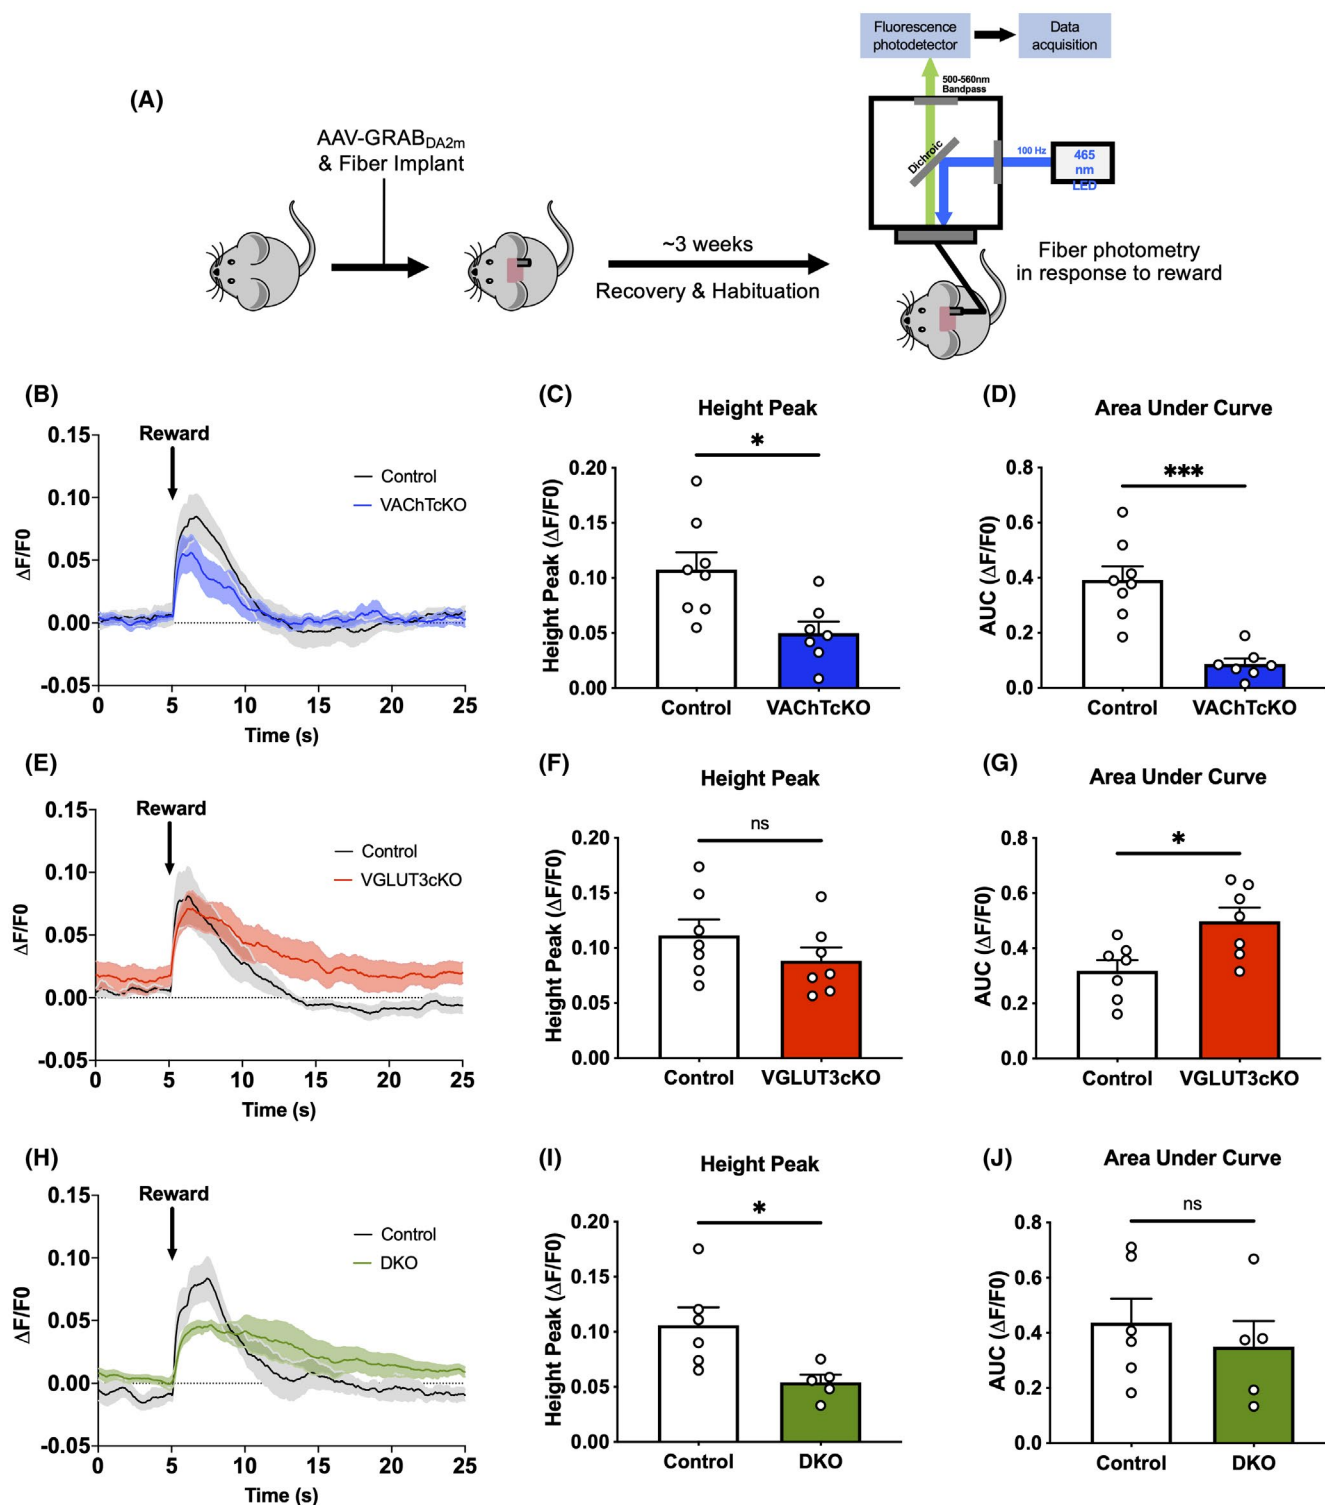 (A)
AAV-GRABDA2m
& Fiber Implant
~3 weeks
Recovery & Habituation
Fluorescence
photodetector
Data
acquisition
500-560nm
Bandpass
Dichroic
100 Hz
465
nm
LED
Fiber photometry
in response to reward
(B)
Reward
Control
VAChTcKO
0.15
0.10
0.05
0.00
-0.05
ΔF/F0
0
5
10
15
20
25
Time (s)
(C)
Height Peak
*
0.20
0.15
0.10
0.05
0.00
Height Peak (ΔF/F0)
Control
VAChTcKO
(D)
Area Under Curve
***
0.8
0.6
0.4
0.2
0.0
AUC (ΔF/F0)
Control
VAChTcKO
(E)
Reward
Control
VGLUT3cKO
0.15
0.10
0.05
0.00
-0.05
ΔF/F0
0
5
10
15
20
25
Time (s)
(F)
Height Peak
ns
0.20
0.15
0.10
0.05
0.00
Height Peak (ΔF/F0)
Control
VGLUT3cKO
(G)
Area Under Curve
*
0.8
0.6
0.4
0.2
0.0
AUC (ΔF/F0)
Control
VGLUT3cKO
(H)
Reward
Control
DKO
0.15
0.10
0.05
0.00
-0.05
ΔF/F0
0
5
10
15
20
25
Time (s)
(I)
Height Peak
*
0.20
0.15
0.10
0.05
0.00
Height Peak (ΔF/F0)
Control
DKO
(J)
Area Under Curve
ns
0.8
0.6
0.4
0.2
0.0
AUC (ΔF/F0)
Control
DKO